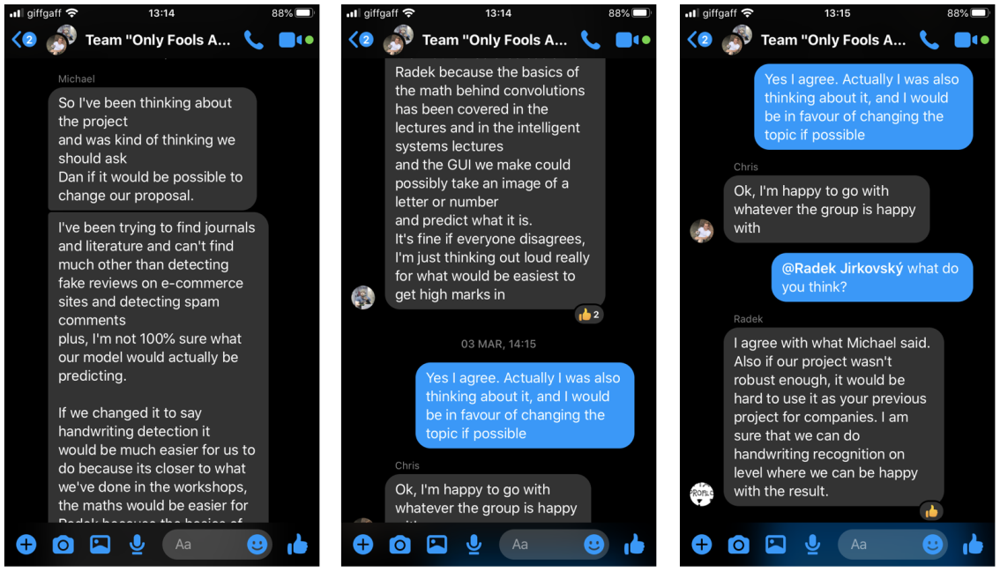 giffgaff 13:14 88%
2 Team "Only Fools A...
Michael
So I've been thinking about
the project
and was kind of thinking we
should ask
Dan if it would be possible to
change our proposal.
I've been trying to find journals
and literature and can't find
much other than detecting
fake reviews on e-commerce
sites and detecting spam
comments
plus, I'm not 100% sure what
our model would actually be
predicting.
If we changed it to say
handwriting detection it
would be much easier for us to
do because its closer to what
we've done in the workshops,
the maths would be easier for
Radek because the basics of
Aa
giffgaff 13:14 88%
2 Team "Only Fools A...
Radek because the basics of
the math behind convolutions
has been covered in the
lectures and in the intelligent
systems lectures
and the GUI we make could
possibly take an image of a
letter or number
and predict what it is.
It's fine if everyone disagrees,
I'm just thinking out loud really
for what would be easiest to
get high marks in
2
03 MAR, 14:15
Yes I agree. Actually I was also
thinking about it, and I would
be in favour of changing the
topic if possible
Chris
Ok, I'm happy to go with
whatever the group is happy
with
Aa
giffgaff 13:15 88%
2 Team "Only Fools A...
Yes I agree. Actually I was also
thinking about it, and I would
be in favour of changing the
topic if possible
Chris
Ok, I'm happy to go with
whatever the group is happy
with
@Radek Jirkovský what do
you think?
Radek
I agree with what Michael said.
Also if our project wasn't
robust enough, it would be
hard to use it as your previous
project for companies. I am
sure that we can do
handwriting recognition on
level where we can be happy
with the result.
Aa